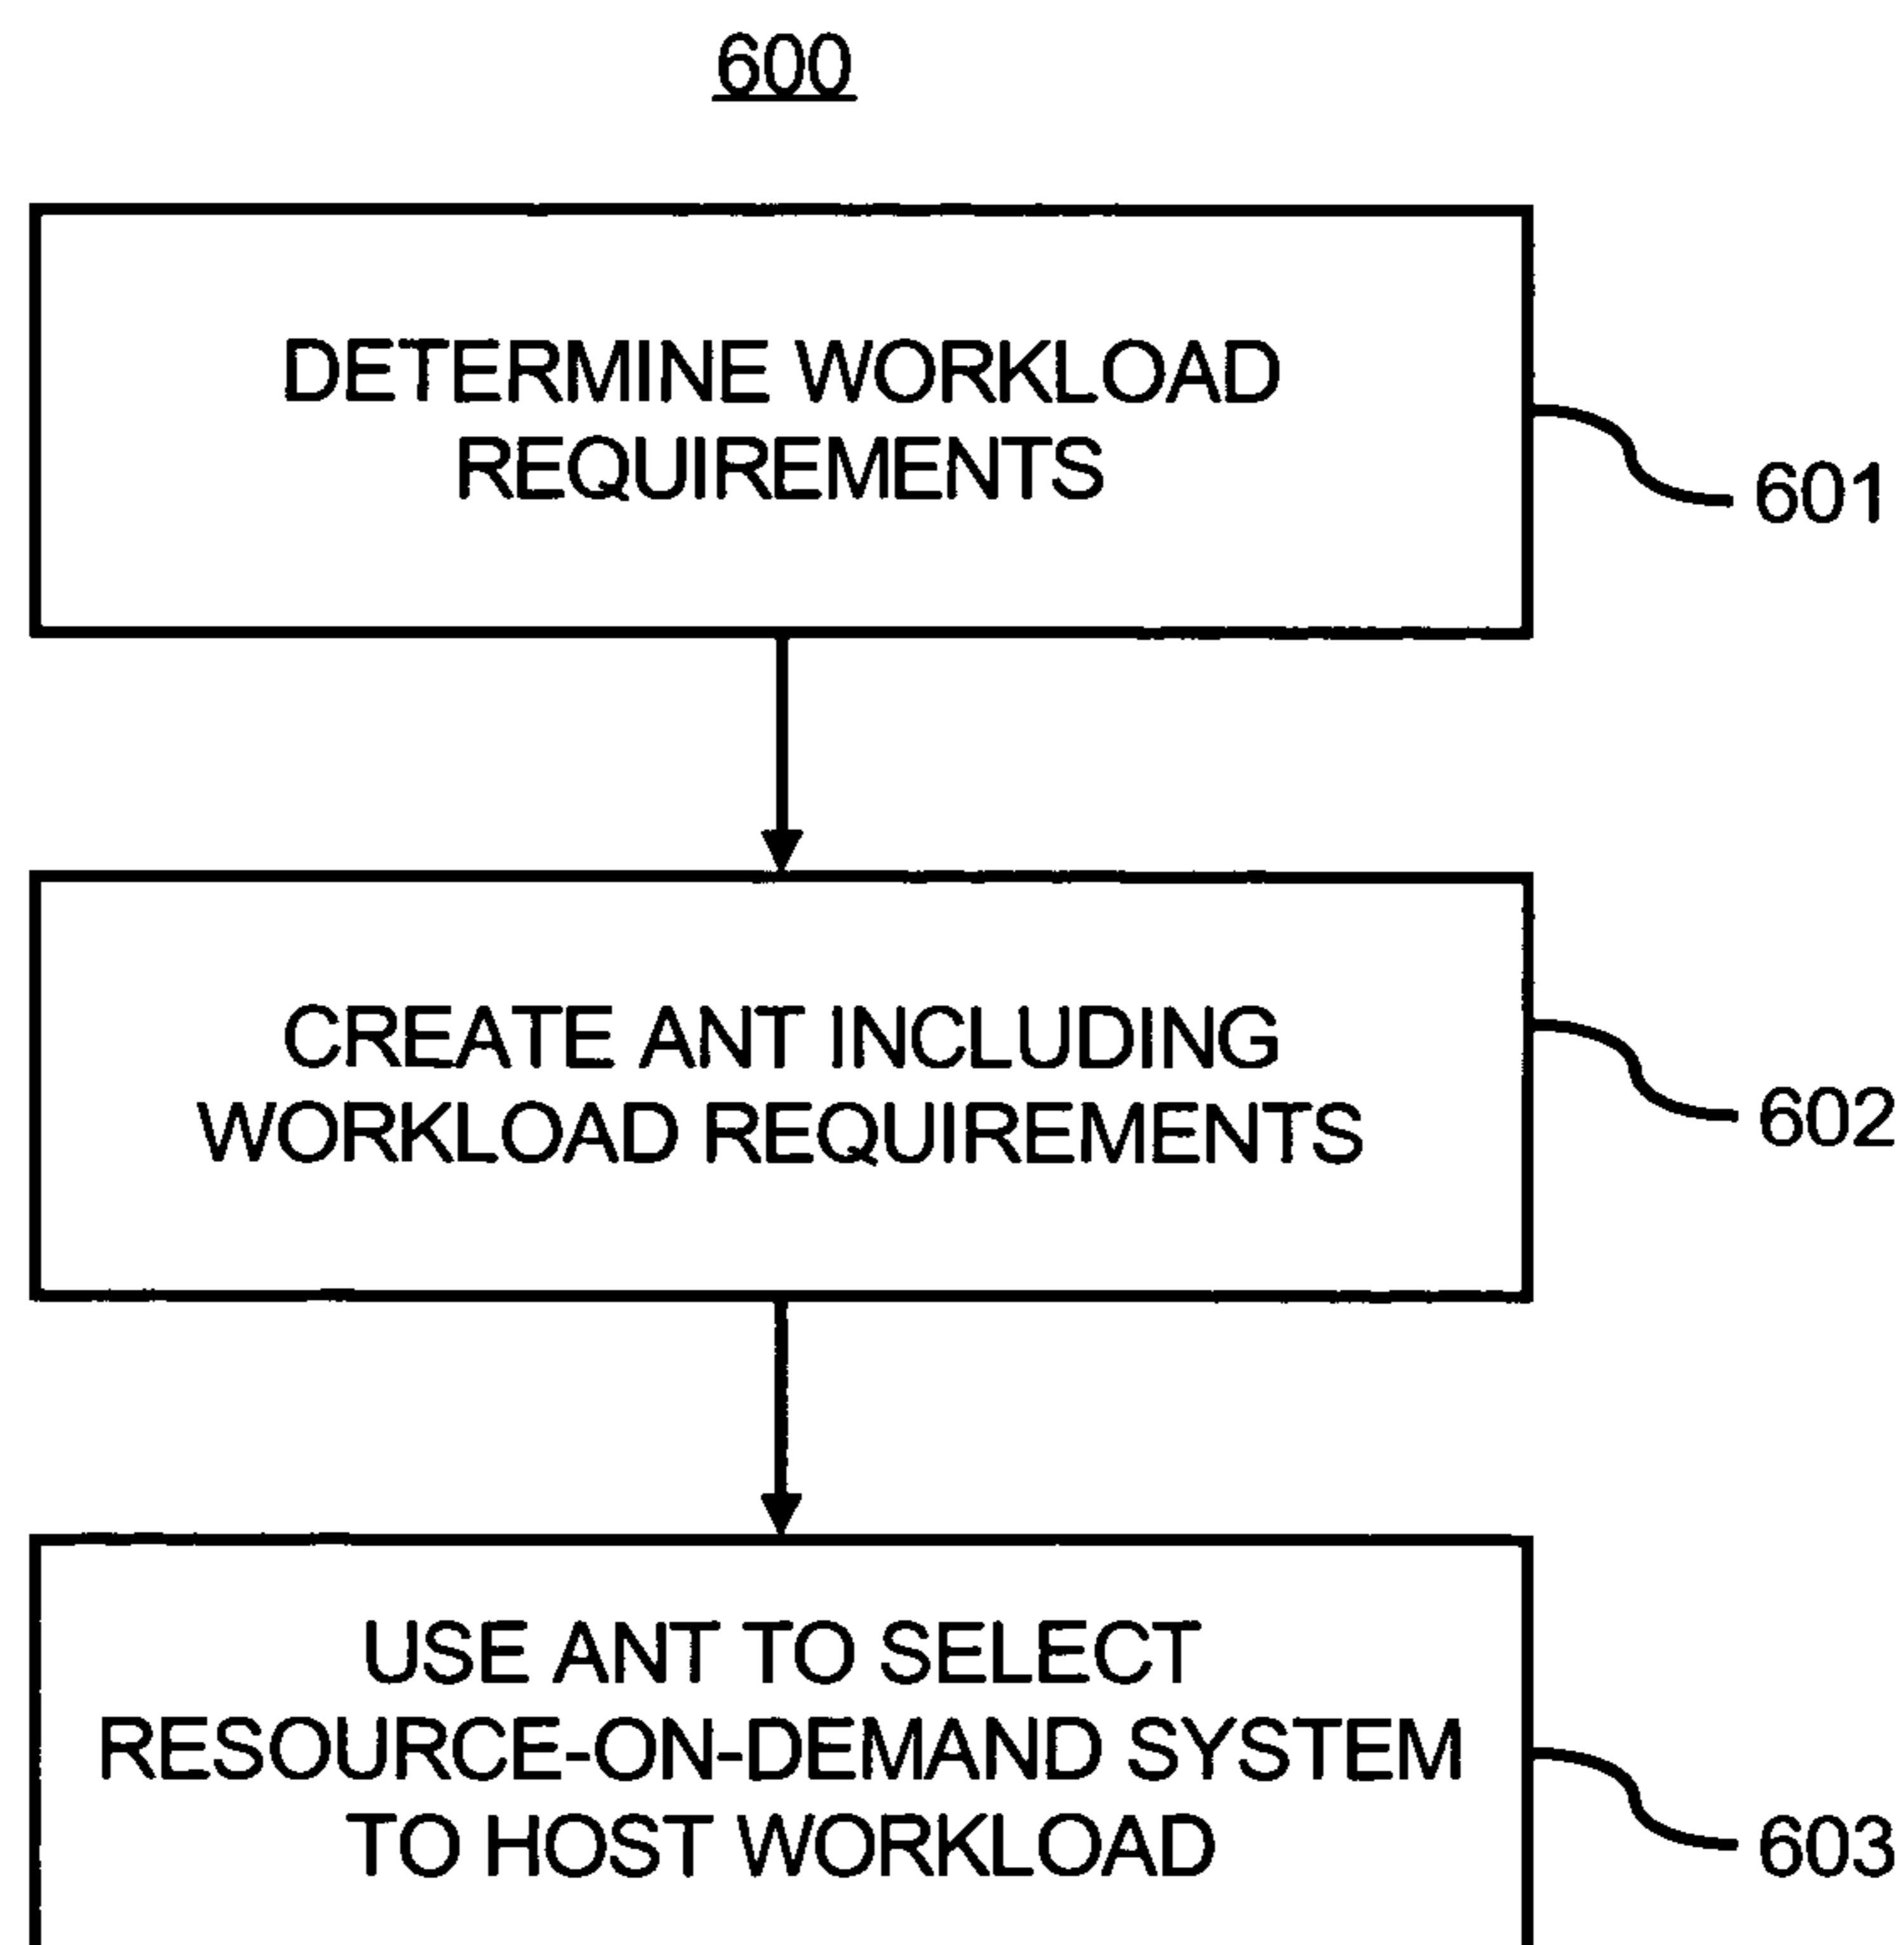 600
DETERMINE WORKLOAD
REQUIREMENTS
601
CREATE ANT INCLUDING
WORKLOAD REQUIREMENTS
602
USE ANT TO SELECT
RESOURCE-ON-DEMAND SYSTEM
TO HOST WORKLOAD
603